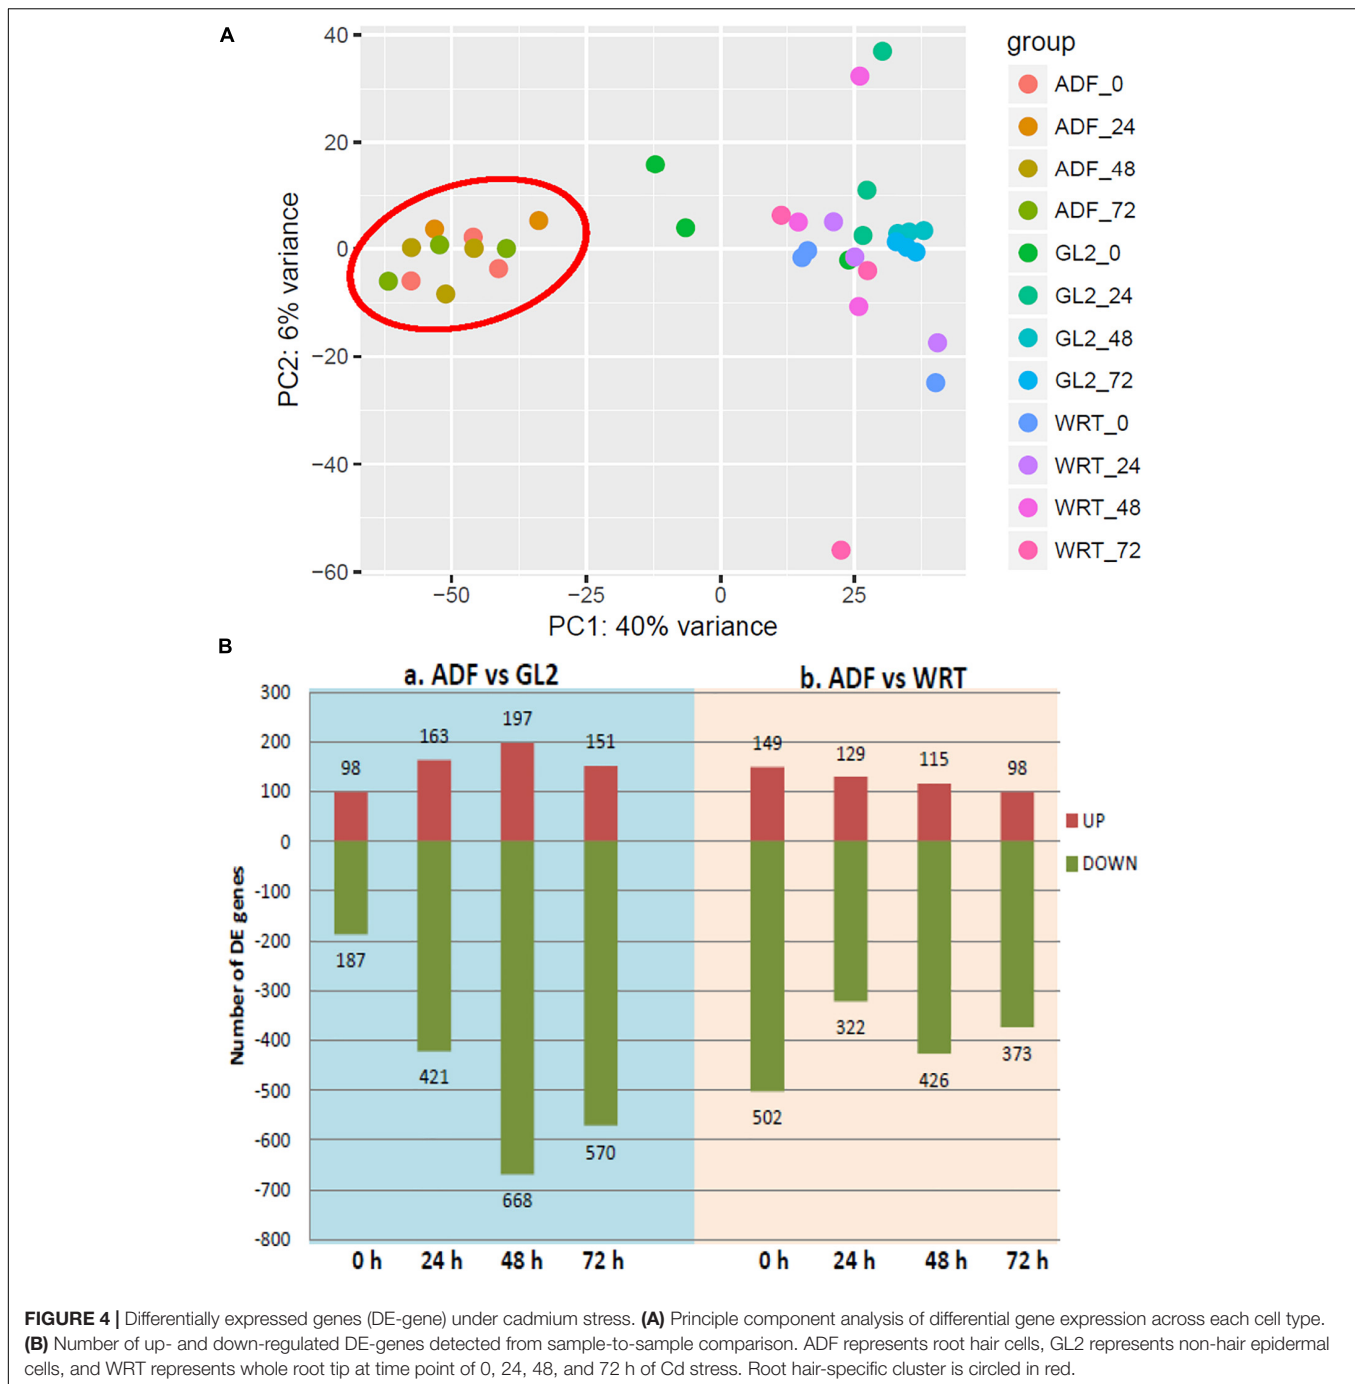 A
40
20
0
−20
−40
−60
PC2: 6% variance
−50
−25
0
25
PC1: 40% variance
group
ADF_0
ADF_24
ADF_48
ADF_72
GL2_0
GL2_24
GL2_48
GL2_72
WRT_0
WRT_24
WRT_48
WRT_72
B
a. ADF vs GL2
b. ADF vs WRT
300
200
100
0
-100
-200
-300
-400
-500
-600
-700
-800
Number of DE genes
98
163
197
151
149
129
115
98
187
421
668
570
502
322
426
373
UP
DOWN
0 h
24 h
48 h
72 h
0 h
24 h
48 h
72 h
FIGURE 4 | Differentially expressed genes (DE-gene) under cadmium stress. (A) Principle component analysis of differential gene expression across each cell type.
(B) Number of up- and down-regulated DE-genes detected from sample-to-sample comparison. ADF represents root hair cells, GL2 represents non-hair epidermal
cells, and WRT represents whole root tip at time point of 0, 24, 48, and 72 h of Cd stress. Root hair-specific cluster is circled in red.